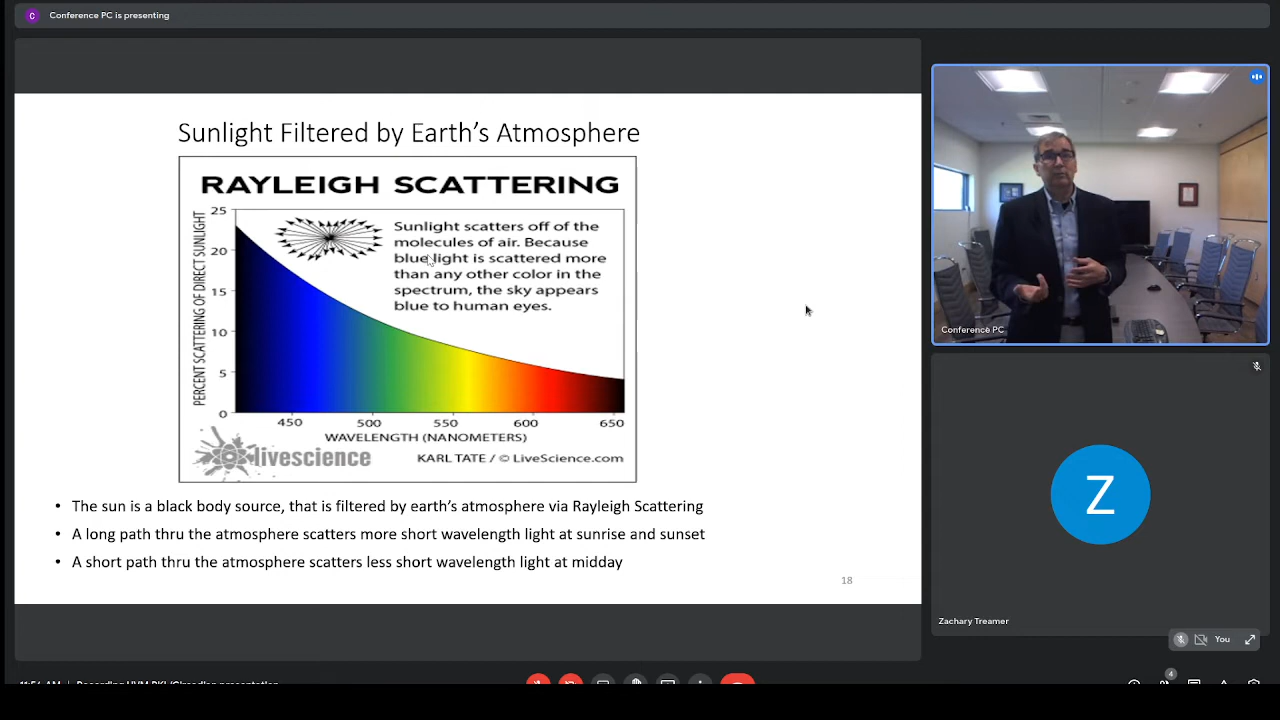 C
Conference PC is presenting
Sunlight Filtered by Earth's Atmosphere
RAYLEIGH SCATTERING
PERCENT SCATTERING OF DIRECT SUNLIGHT
25
20
15
10
5
0
Sunlight scatters off of the
molecules of air. Because
blue light is scattered more
than any other color in the
spectrum, the sky appears
blue to human eyes.
450
500
550
600
650
WAVELENGTH (NANOMETERS)
livescience
KARL TATE / © LiveScience.com
• The sun is a black body source, that is filtered by earth's atmosphere via Rayleigh Scattering
• A long path thru the atmosphere scatters more short wavelength light at sunrise and sunset
• A short path thru the atmosphere scatters less short wavelength light at midday
18
Conference PC
Z
Zachary Treamer
You
4